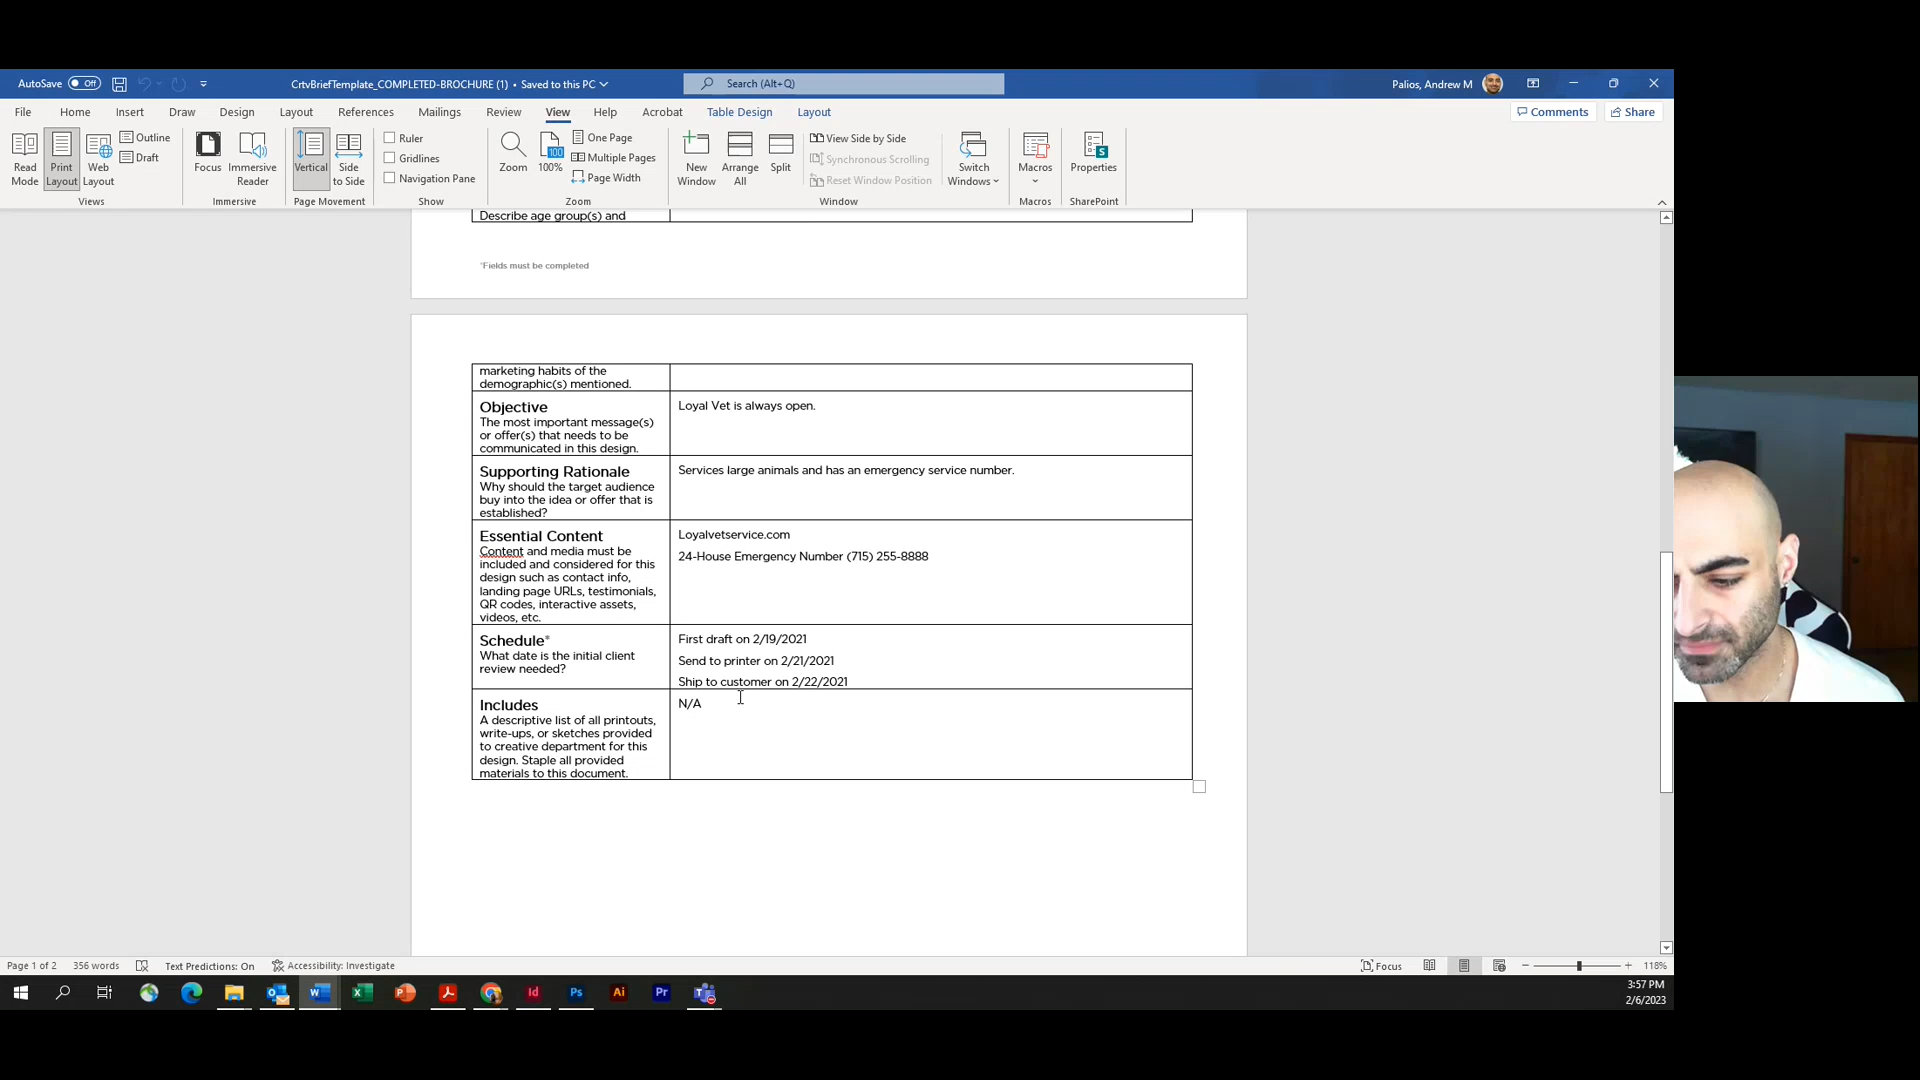 AutoSave Off CrtvBriefTemplate_COMPLETED-BROCHURE (1) • Saved to this PC Search (Alt+Q) Palios, Andrew M
File Home Insert Draw Design Layout References Mailings Review View Help Acrobat Table Design Layout Comments Share
Read Mode
Print Layout
Web Layout
Outline
Draft
Views
Focus
Immersive Reader
Immersive
Vertical
Side to Side
Page Movement
Ruler
Gridlines
Navigation Pane
Show
Zoom
100
100%
One Page
Multiple Pages
Page Width
Zoom
New Window
Arrange All
Split
View Side by Side
Synchronous Scrolling
Reset Window Position
Window
Switch Windows
Macros
Macros
Properties
SharePoint
Describe age group(s) and
*Fields must be completed
marketing habits of the
demographic(s) mentioned.
Objective
The most important message(s)
or offer(s) that needs to be
communicated in this design.
Loyal Vet is always open.
Supporting Rationale
Why should the target audience
buy into the idea or offer that is
established?
Services large animals and has an emergency service number.
Essential Content
Content and media must be
included and considered for this
design such as contact info,
landing page URLs, testimonials,
QR codes, interactive assets,
videos, etc.
Loyalvetservice.com
24-House Emergency Number (715) 255-8888
Schedule*
What date is the initial client
review needed?
First draft on 2/19/2021
Send to printer on 2/21/2021
Ship to customer on 2/22/2021
Includes
A descriptive list of all printouts,
write-ups, or sketches provided
to creative department for this
design. Staple all provided
materials to this document.
N/A
Page 1 of 2 356 words Text Predictions: On Accessibility: Investigate Focus 118%
3:57 PM
2/6/2023